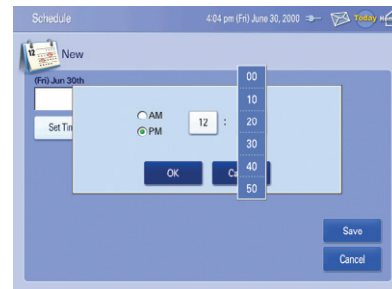 Schedule 4:04 pm (Fri) June 30, 2000 Today
12 New
(Fri) Jun 30th
00
10
AM
Set Tim 12 : 20
PM
30
OK Ca 40
50
Save
Cancel